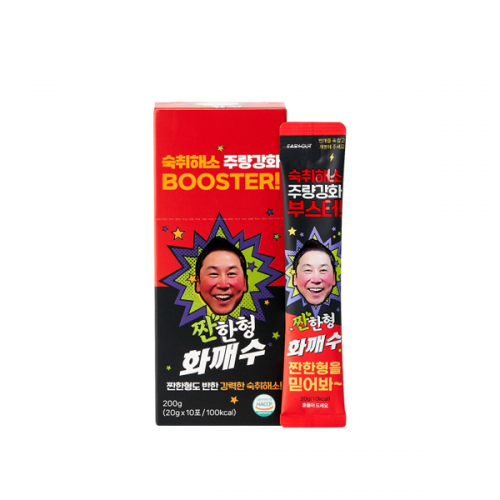 숙취해소 주량강화
BOOSTER!
짠한형
화깨수
짠한형도 반한 강력한 숙취해소!
200g
(20g x 10포 / 100kcal)
HACCP
숙취해소
주량강화
부스터!
짠한형
화깨수
짠한형을
믿어봐~
20g(10kcal)